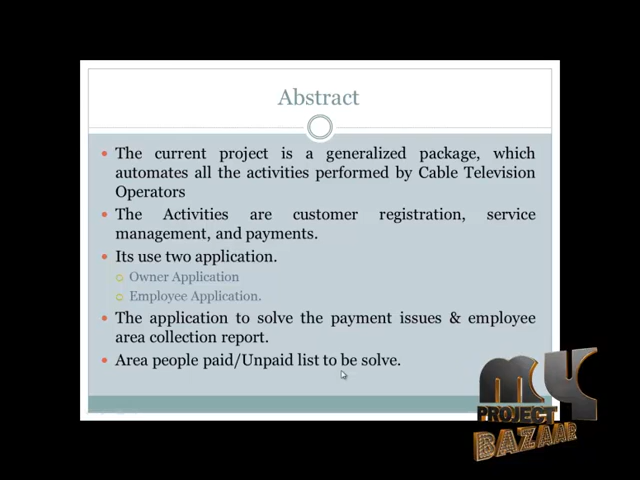 Abstract
The current project is a generalized package, which
automates all the activities performed by Cable Television
Operators
The Activities are customer registration, service
management, and payments.
Its use two application.
Owner Application
Employee Application.
The application to solve the payment issues & employee
area collection report.
Area people paid/Unpaid list to be solve.
MY
PROJECT
BAZAAR